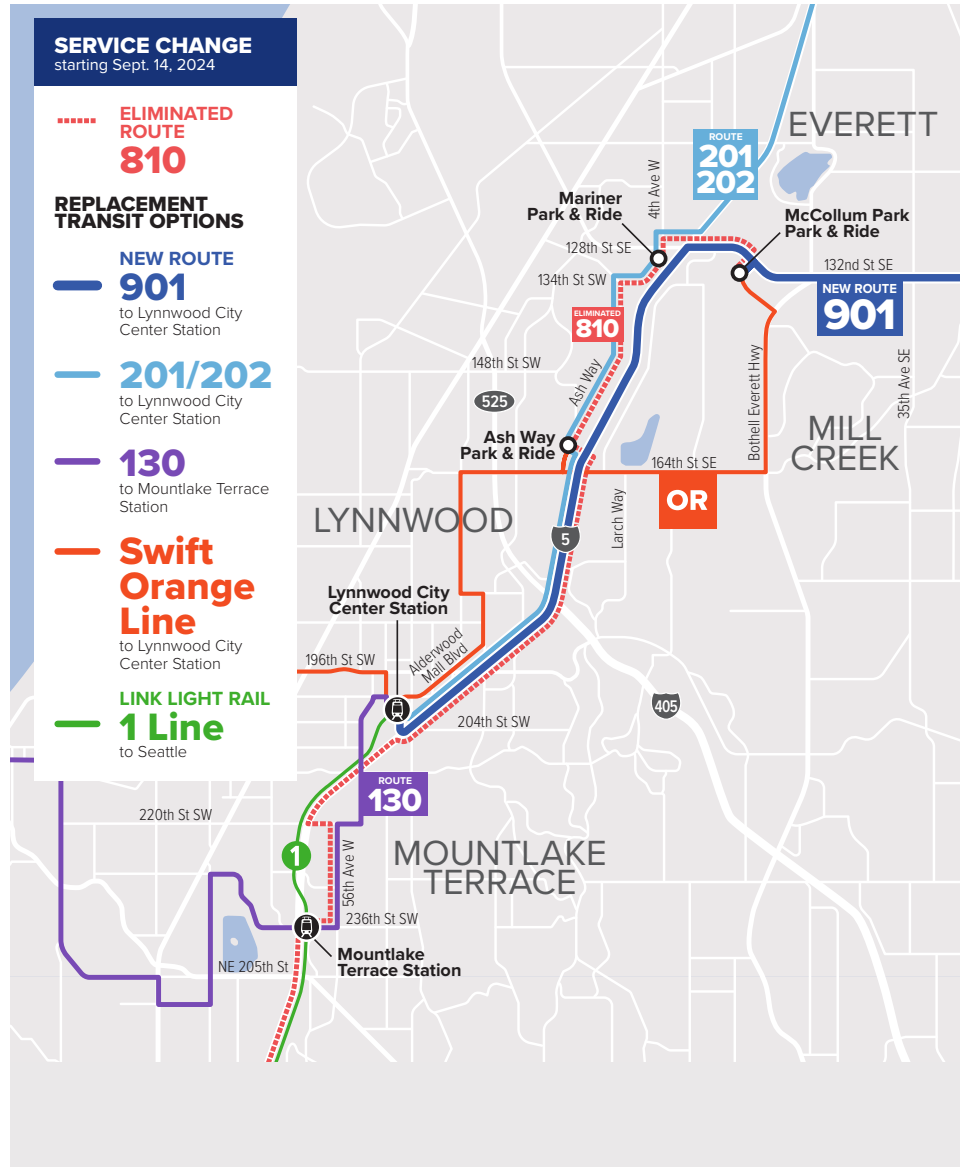 SERVICE CHANGE
starting Sept. 14, 2024
ELIMINATED
ROUTE
810
REPLACEMENT
TRANSIT OPTIONS
NEW ROUTE
901
to Lynnwood City
Center Station
201/202
to Lynnwood City
Center Station
130
to Mountlake Terrace
Station
Swift
Orange
Line
to Lynnwood City
Center Station
LINK LIGHT RAIL
1 Line
to Seattle
EVERETT
ROUTE
201
202
4th Ave W
Mariner
Park & Ride
McCollum Park
Park & Ride
128th St SE
132nd St SE
134th St SW
NEW ROUTE
901
ELIMINATED
810
148th St SW
Ash Way
525
Bothell Everett Hwy
35th Ave SE
Ash Way
Park & Ride
MILL
CREEK
164th St SE
OR
LYNNWOOD
Larch Way
5
Lynnwood City
Center Station
Alderwood
Mall Blvd
196th St SW
405
204th St SW
ROUTE
130
220th St SW
1
56th Ave W
MOUNTLAKE
TERRACE
236th St SW
Mountlake
Terrace Station
NE 205th St